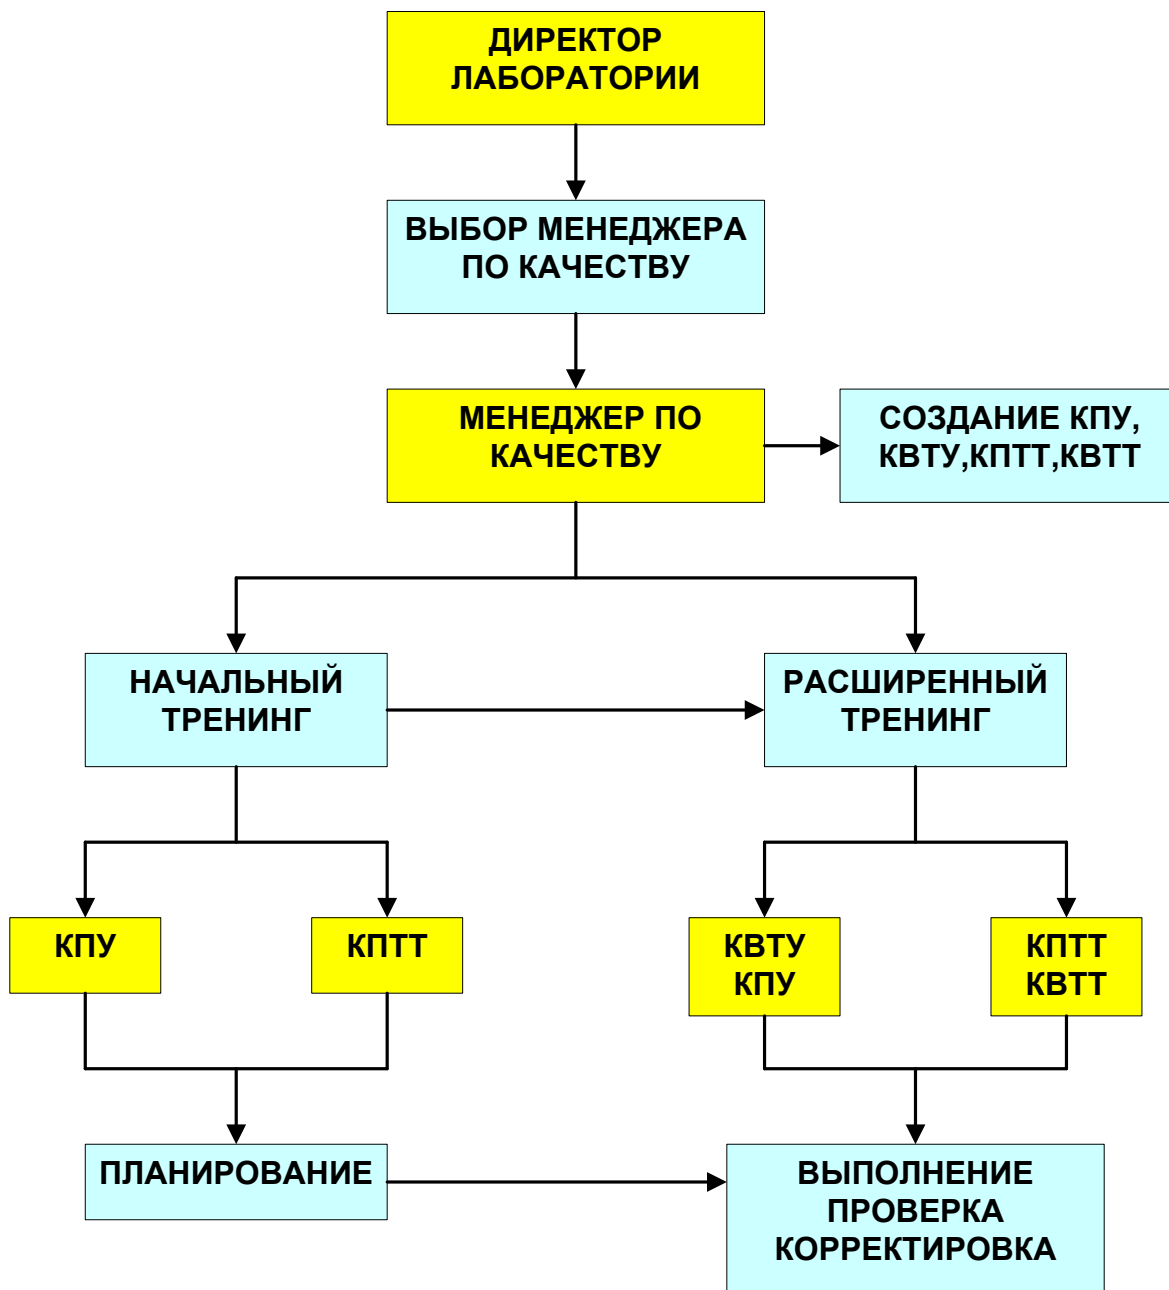 ДИРЕКТОР
ЛАБОРАТОРИИ
ВЫБОР МЕНЕДЖЕРА
ПО КАЧЕСТВУ
МЕНЕДЖЕР ПО
КАЧЕСТВУ
СОЗДАНИЕ КПУ,
КВТУ,КПТТ,КВТТ
НАЧАЛЬНЫЙ
ТРЕНИНГ
РАСШИРЕННЫЙ
ТРЕНИНГ
КПУ
КПТТ
КВТУ
КПУ
КПТТ
КВТТ
ПЛАНИРОВАНИЕ
ВЫПОЛНЕНИЕ
ПРОВЕРКА
КОРРЕКТИРОВКА